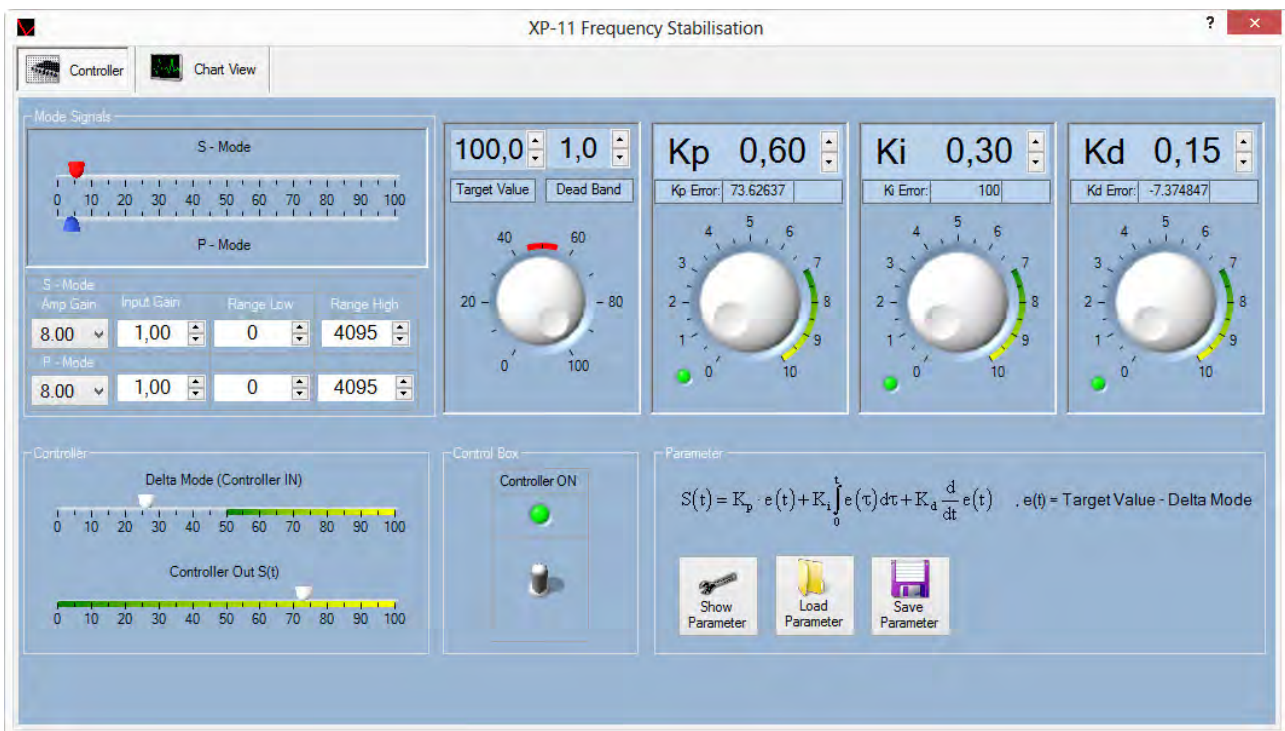 XP-11 Frequency Stabilisation
?
Controller
Chart View
Mode Signals
S - Mode
0 10 20 30 40 50 60 70 80 90 100
P - Mode
S - Mode
Amp Gain Input Gain Range Low Range High
8.00 1,00 0 4095
P - Mode
8.00 1,00 0 4095
100,0 1,0
Target Value Dead Band
0 20 40 60 80 100
Kp 0,60
Kp Error: 73.62637
0 1 2 3 4 5 6 7 8 9 10
Ki 0,30
Ki Error: 100
0 1 2 3 4 5 6 7 8 9 10
Kd 0,15
Kd Error: -7.374847
0 1 2 3 4 5 6 7 8 9 10
Controller
Delta Mode (Controller IN)
0 10 20 30 40 50 60 70 80 90 100
Controller Out S(t)
0 10 20 30 40 50 60 70 80 90 100
Control Box
Controller ON
Parameter
S(t) = Kp · e(t) + Ki ∫₀ᵗ e(τ)dτ + Kd d/dt e(t) , e(t) = Target Value - Delta Mode
Show
Parameter
Load
Parameter
Save
Parameter